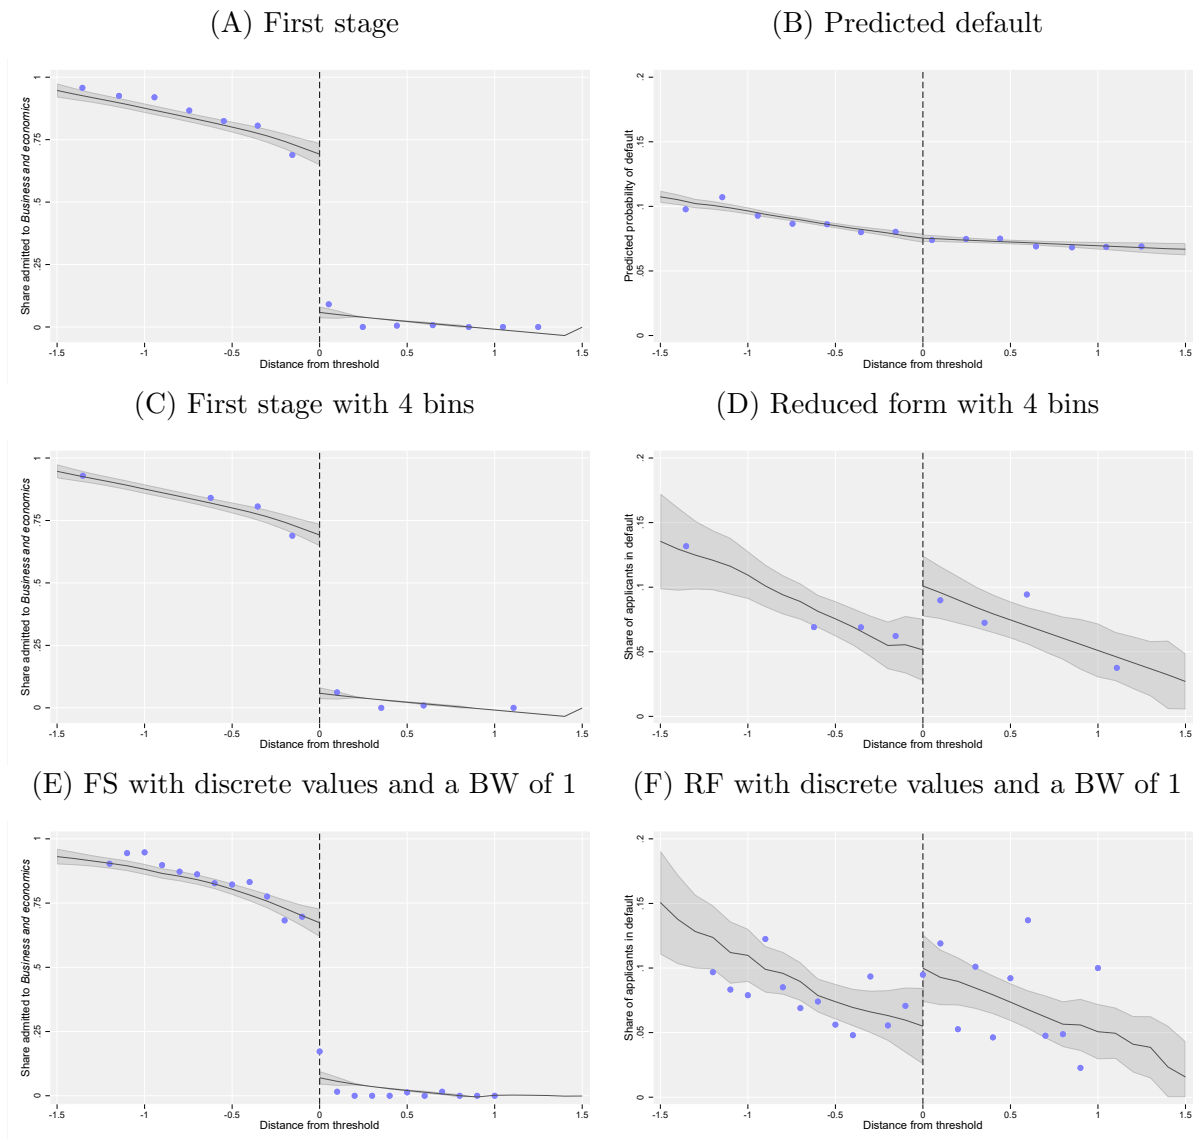 (A) First stage
(B) Predicted default
Share admitted to Business and economics
1
.75
.5
.25
0
-1.5 -1 -0.5 0 0.5 1 1.5
Distance from threshold
Predicted probability of default
.2
.15
.1
.05
0
-1.5 -1 -0.5 0 0.5 1 1.5
Distance from threshold
(C) First stage with 4 bins
(D) Reduced form with 4 bins
Share admitted to Business and economics
1
.75
.5
.25
0
-1.5 -1 -0.5 0 0.5 1 1.5
Distance from threshold
Share of applicants in default
.2
.15
.1
.05
0
-1.5 -1 -0.5 0 0.5 1 1.5
Distance from threshold
(E) FS with discrete values and a BW of 1
(F) RF with discrete values and a BW of 1
Share admitted to Business and economics
1
.75
.5
.25
0
-1.5 -1 -0.5 0 0.5 1 1.5
Distance from threshold
Share of applicants in default
.2
.15
.1
.05
0
-1.5 -1 -0.5 0 0.5 1 1.5
Distance from threshold